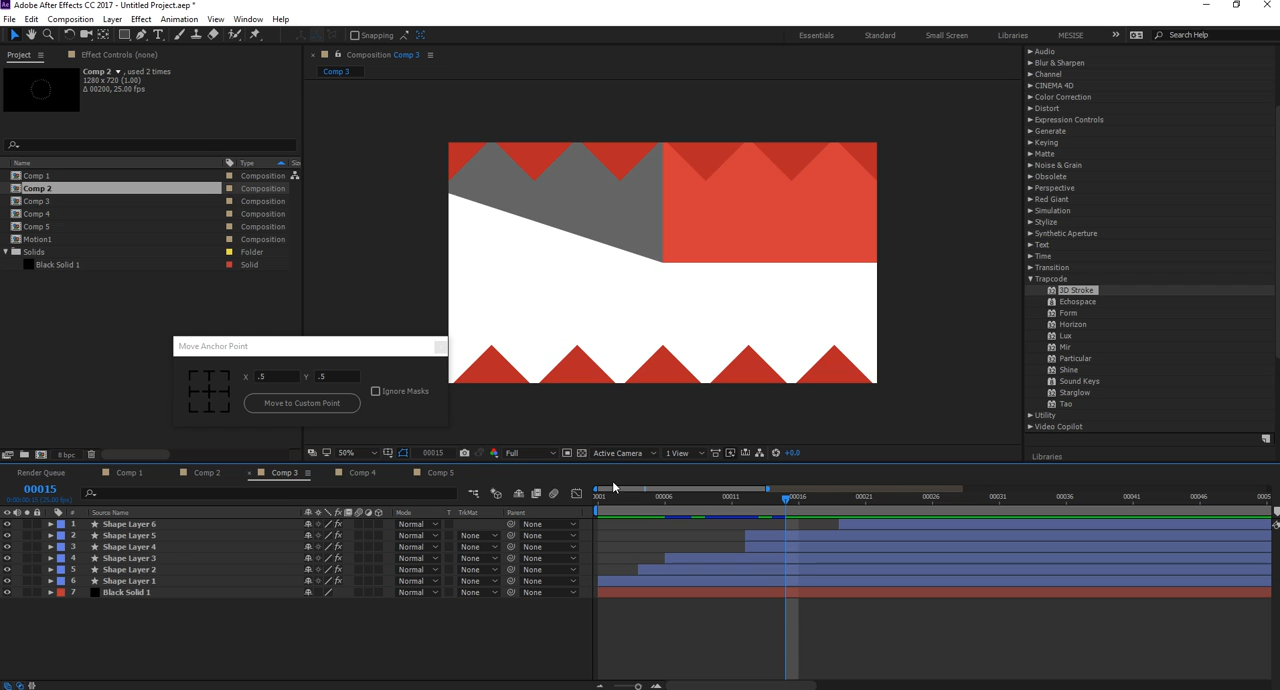 Adobe After Effects CC 2017 - Untitled Project.aep *
File Edit Composition Layer Effect Animation View Window Help
Snapping
Essentials Standard Small Screen Libraries MESISE Search Help
Project Effect Controls (none)
Composition Comp 3
Comp 3
Comp 2 , used 2 times
1280 x 720 (1.00)
Δ 00200, 25.00 fps
Name Type
Comp 1 Composition
Comp 2 Composition
Comp 3 Composition
Comp 4 Composition
Comp 5 Composition
Motion1 Composition
Solids Folder
Black Solid 1 Solid
Move Anchor Point
X .5 Y .5
Ignore Masks
Move to Custom Point
Audio
Blur & Sharpen
Channel
CINEMA 4D
Color Correction
Distort
Expression Controls
Generate
Keying
Matte
Noise & Grain
Obsolete
Perspective
Red Giant
Simulation
Stylize
Synthetic Aperture
Text
Time
Transition
Trapcode
3D Stroke
Echospace
Form
Horizon
Lux
Mir
Particular
Shine
Sound Keys
Starglow
Tao
Utility
Video Copilot
Libraries
8 bpc
50% 00015 Full Active Camera 1 View +0.0
Render Queue Comp 1 Comp 2 Comp 3 Comp 4 Comp 5
00015
0:00:00:15 (25.00 fps)
0001 00006 00011 00016 00021 00026 00031 00036 00041 00046 0005
# Source Name Mode T TrkMat Parent
1 Shape Layer 6 Normal None
2 Shape Layer 5 Normal None None
3 Shape Layer 4 Normal None None
4 Shape Layer 3 Normal None None
5 Shape Layer 2 Normal None None
6 Shape Layer 1 Normal None None
7 Black Solid 1 Normal None None